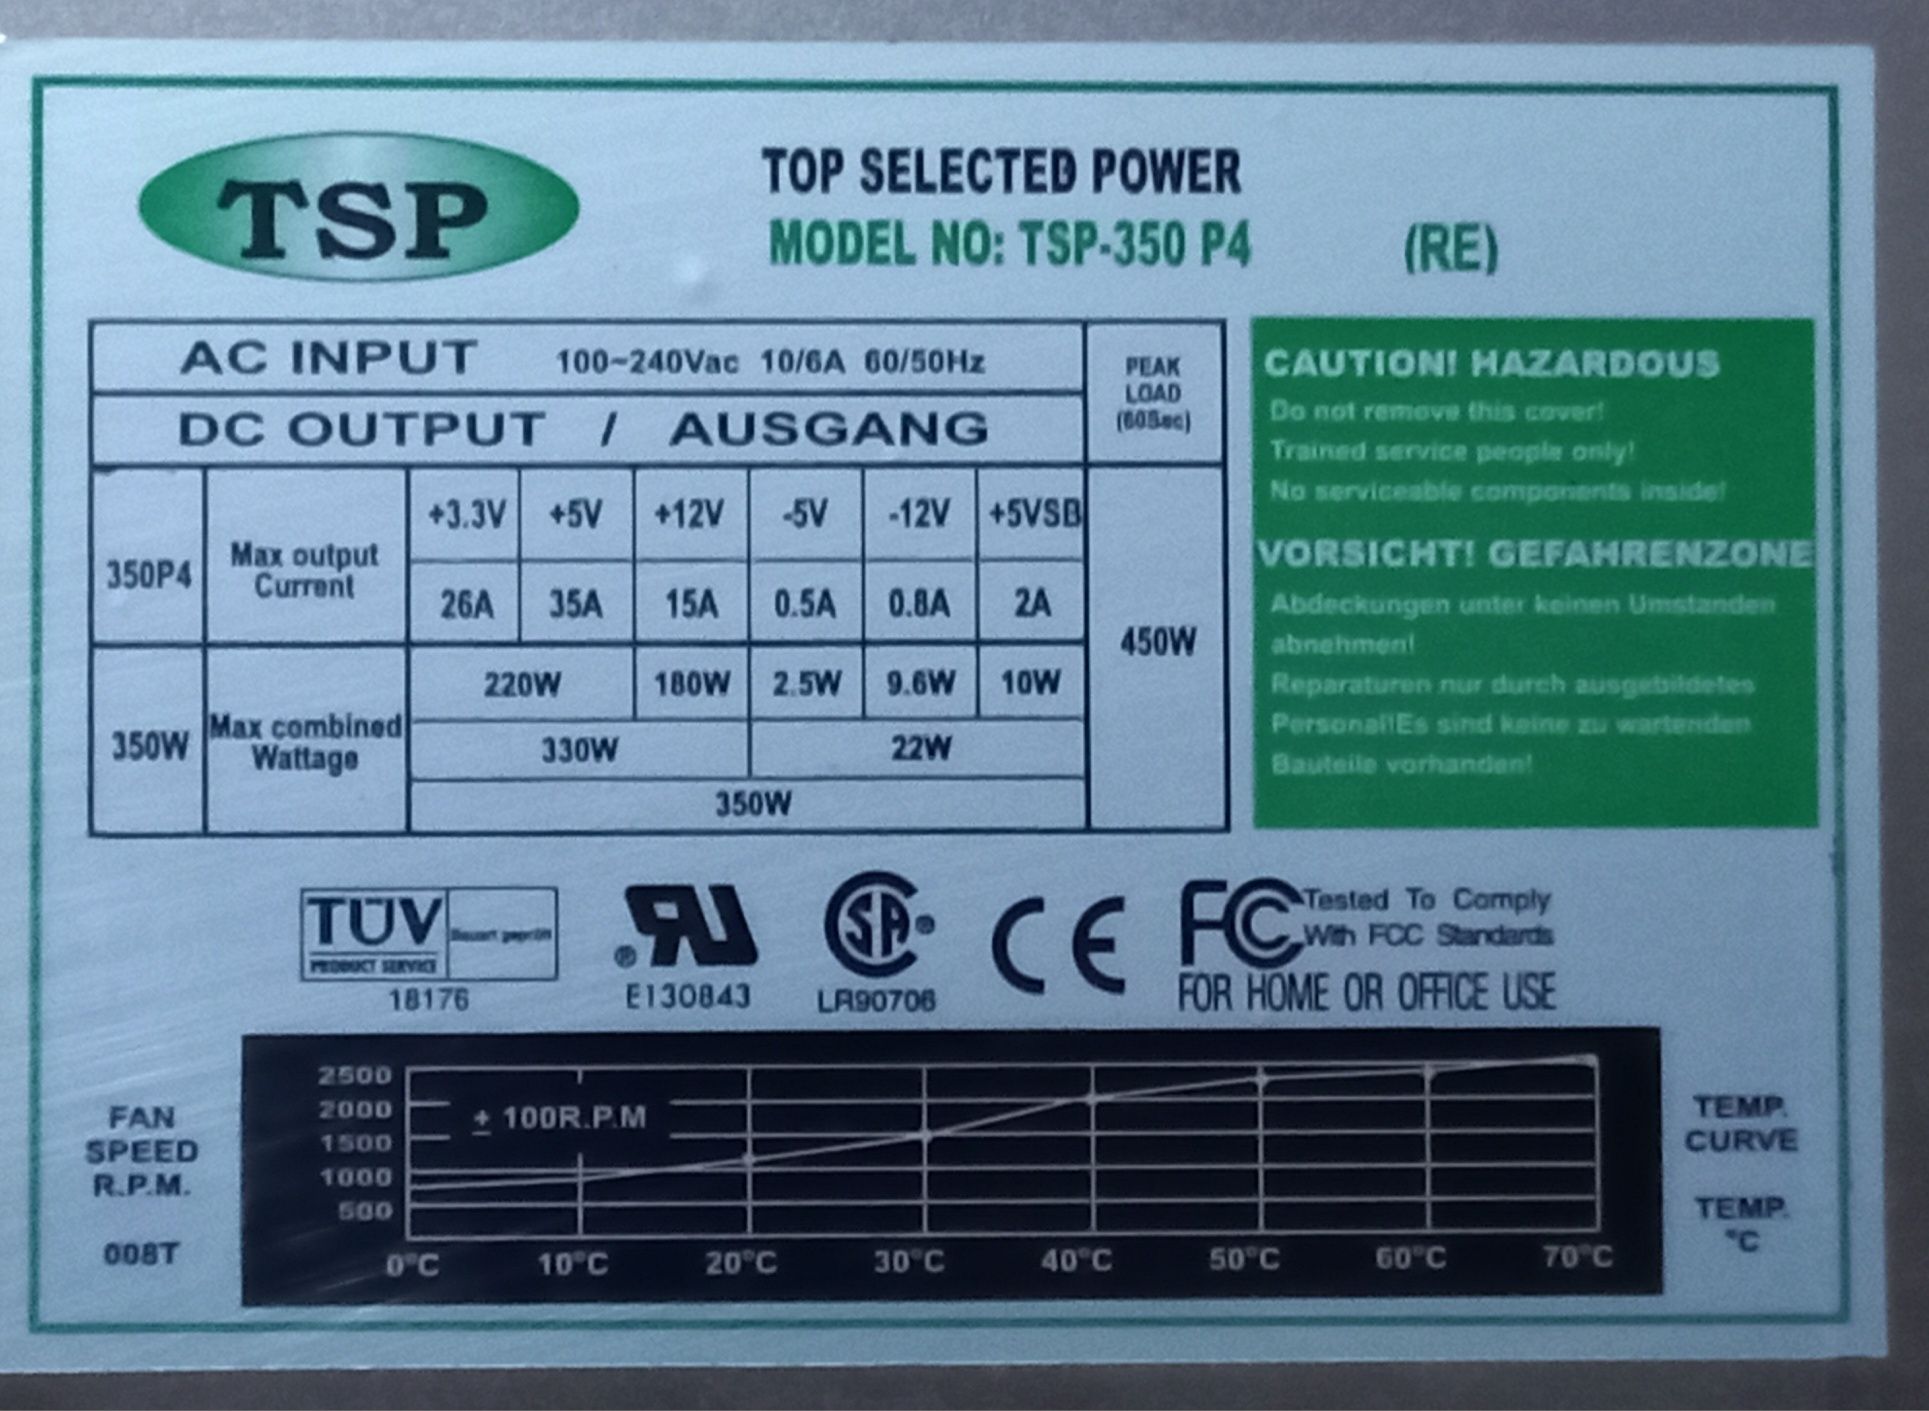 TSP
TOP SELECTED POWER
MODEL NO: TSP-350 P4 (RE)
AC INPUT 100~240Vac 10/6A 60/50Hz
PEAK
LOAD
(60Sec)
DC OUTPUT / AUSGANG
350P4
Max output
Current
+3.3V +5V +12V -5V -12V +5VSB
26A 35A 15A 0.5A 0.8A 2A
450W
350W
Max combined
Wattage
220W 180W 2.5W 9.6W 10W
330W 22W
350W
CAUTION! HAZARDOUS
Do not remove this cover!
Trained service people only!
No serviceable components inside!
VORSICHT! GEFAHRENZONE
Abdeckungen unter keinen Umstanden
abnehmen!
Reparaturen nur durch ausgebildetes
Personal!Es sind keine zu wartenden
Bauteile vorhanden!
TÜV
PRODUCT SERVICE
Bauart geprüft
18176
RU ®
E130843
SA ®
LR90706
CE
FC Tested To Comply
With FCC Standards
FOR HOME OR OFFICE USE
FAN
SPEED
R.P.M.
008T
2500
2000
1500
1000
500
± 100R.P.M
0°C 10°C 20°C 30°C 40°C 50°C 60°C 70°C
TEMP.
CURVE
TEMP.
°C